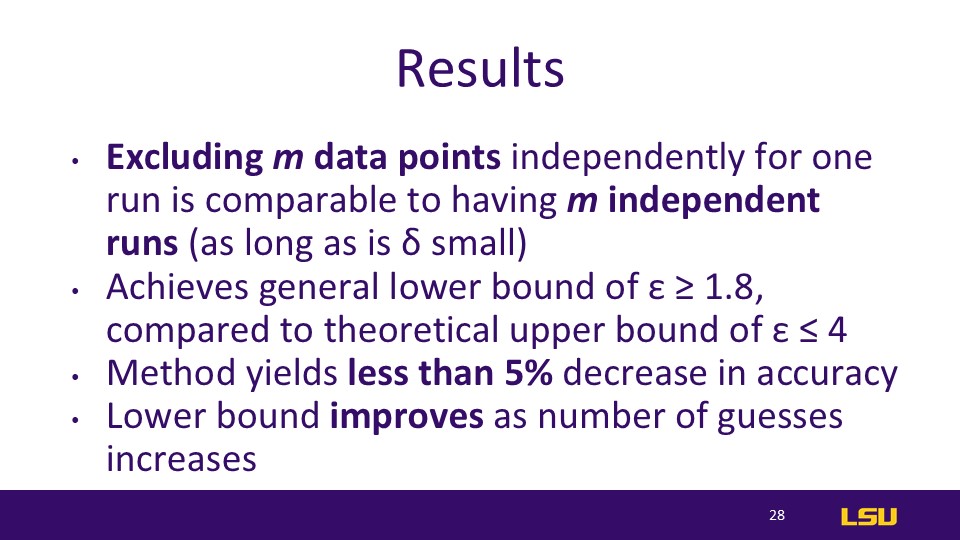 Results
• Excluding m data points independently for one
run is comparable to having m independent
runs (as long as is δ small)
• Achieves general lower bound of ε ≥ 1.8,
compared to theoretical upper bound of ε ≤ 4
• Method yields less than 5% decrease in accuracy
• Lower bound improves as number of guesses
increases
28
LSU